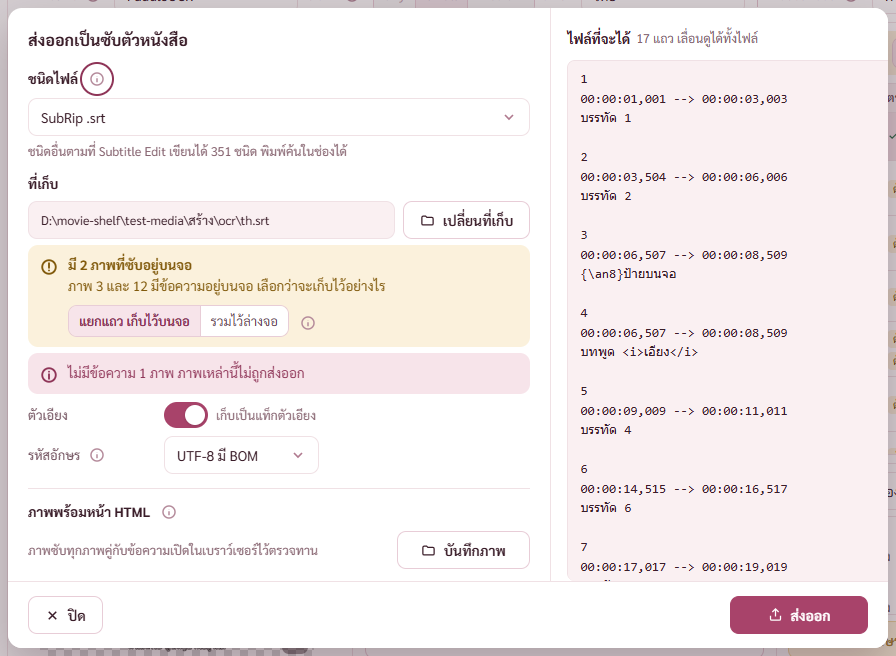 ส่งออกเป็นซับตัวหนังสือ
ชนิดไฟล์
SubRip .srt
ชนิดอื่นตามที่ Subtitle Edit เขียนได้ 351 ชนิด พิมพ์ค้นในช่องได้
ที่เก็บ
D:\movie-shelf\test-media\สร้าง\ocr\th.srt
เปลี่ยนที่เก็บ
มี 2 ภาพที่ซับอยู่บนจอ
ภาพ 3 และ 12 มีข้อความอยู่บนจอ เลือกว่าจะเก็บไว้อย่างไร
แยกแถว เก็บไว้บนจอ
รวมไว้ล่างจอ
ไม่มีข้อความ 1 ภาพ ภาพเหล่านี้ไม่ถูกส่งออก
ตัวเอียง
เก็บเป็นแท็กตัวเอียง
รหัสอักษร
UTF-8 มี BOM
ภาพพร้อมหน้า HTML
ภาพซับทุกภาพคู่กับข้อความเปิดในเบราว์เซอร์ไว้ตรวจทาน
บันทึกภาพ
ไฟล์ที่จะได้ 17 แถว เลื่อนดูได้ทั้งไฟล์
1
00:00:01,001 --> 00:00:03,003
บรรทัด 1
2
00:00:03,504 --> 00:00:06,006
บรรทัด 2
3
00:00:06,507 --> 00:00:08,509
{\an8}ป้ายบนจอ
4
00:00:06,507 --> 00:00:08,509
บทพูด <i>เอียง</i>
5
00:00:09,009 --> 00:00:11,011
บรรทัด 4
6
00:00:14,515 --> 00:00:16,517
บรรทัด 6
7
00:00:17,017 --> 00:00:19,019
ปิด
ส่งออก